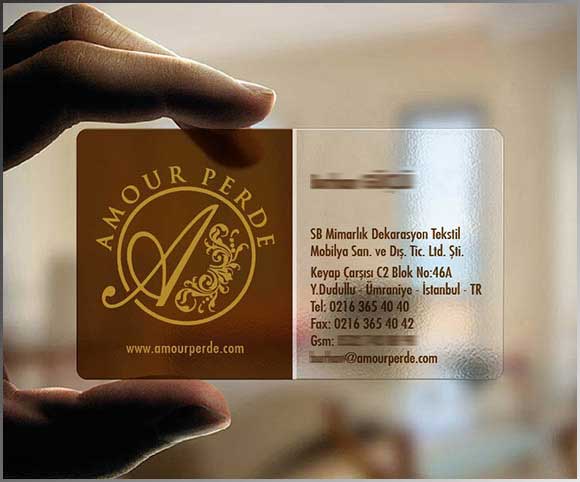 AMOUR PERDE
A
www.amourperde.com
SB Mimarlık Dekarasyon Tekstil
Mobilya San. ve Dış. Tic. Ltd. Şti.
Keyap Çarşısı C2 Blok No:46A
Y.Dudullu - Ümraniye - İstanbul - TR
Tel: 0216 365 40 40
Fax: 0216 365 40 42
Gsm:
@amourperde.com